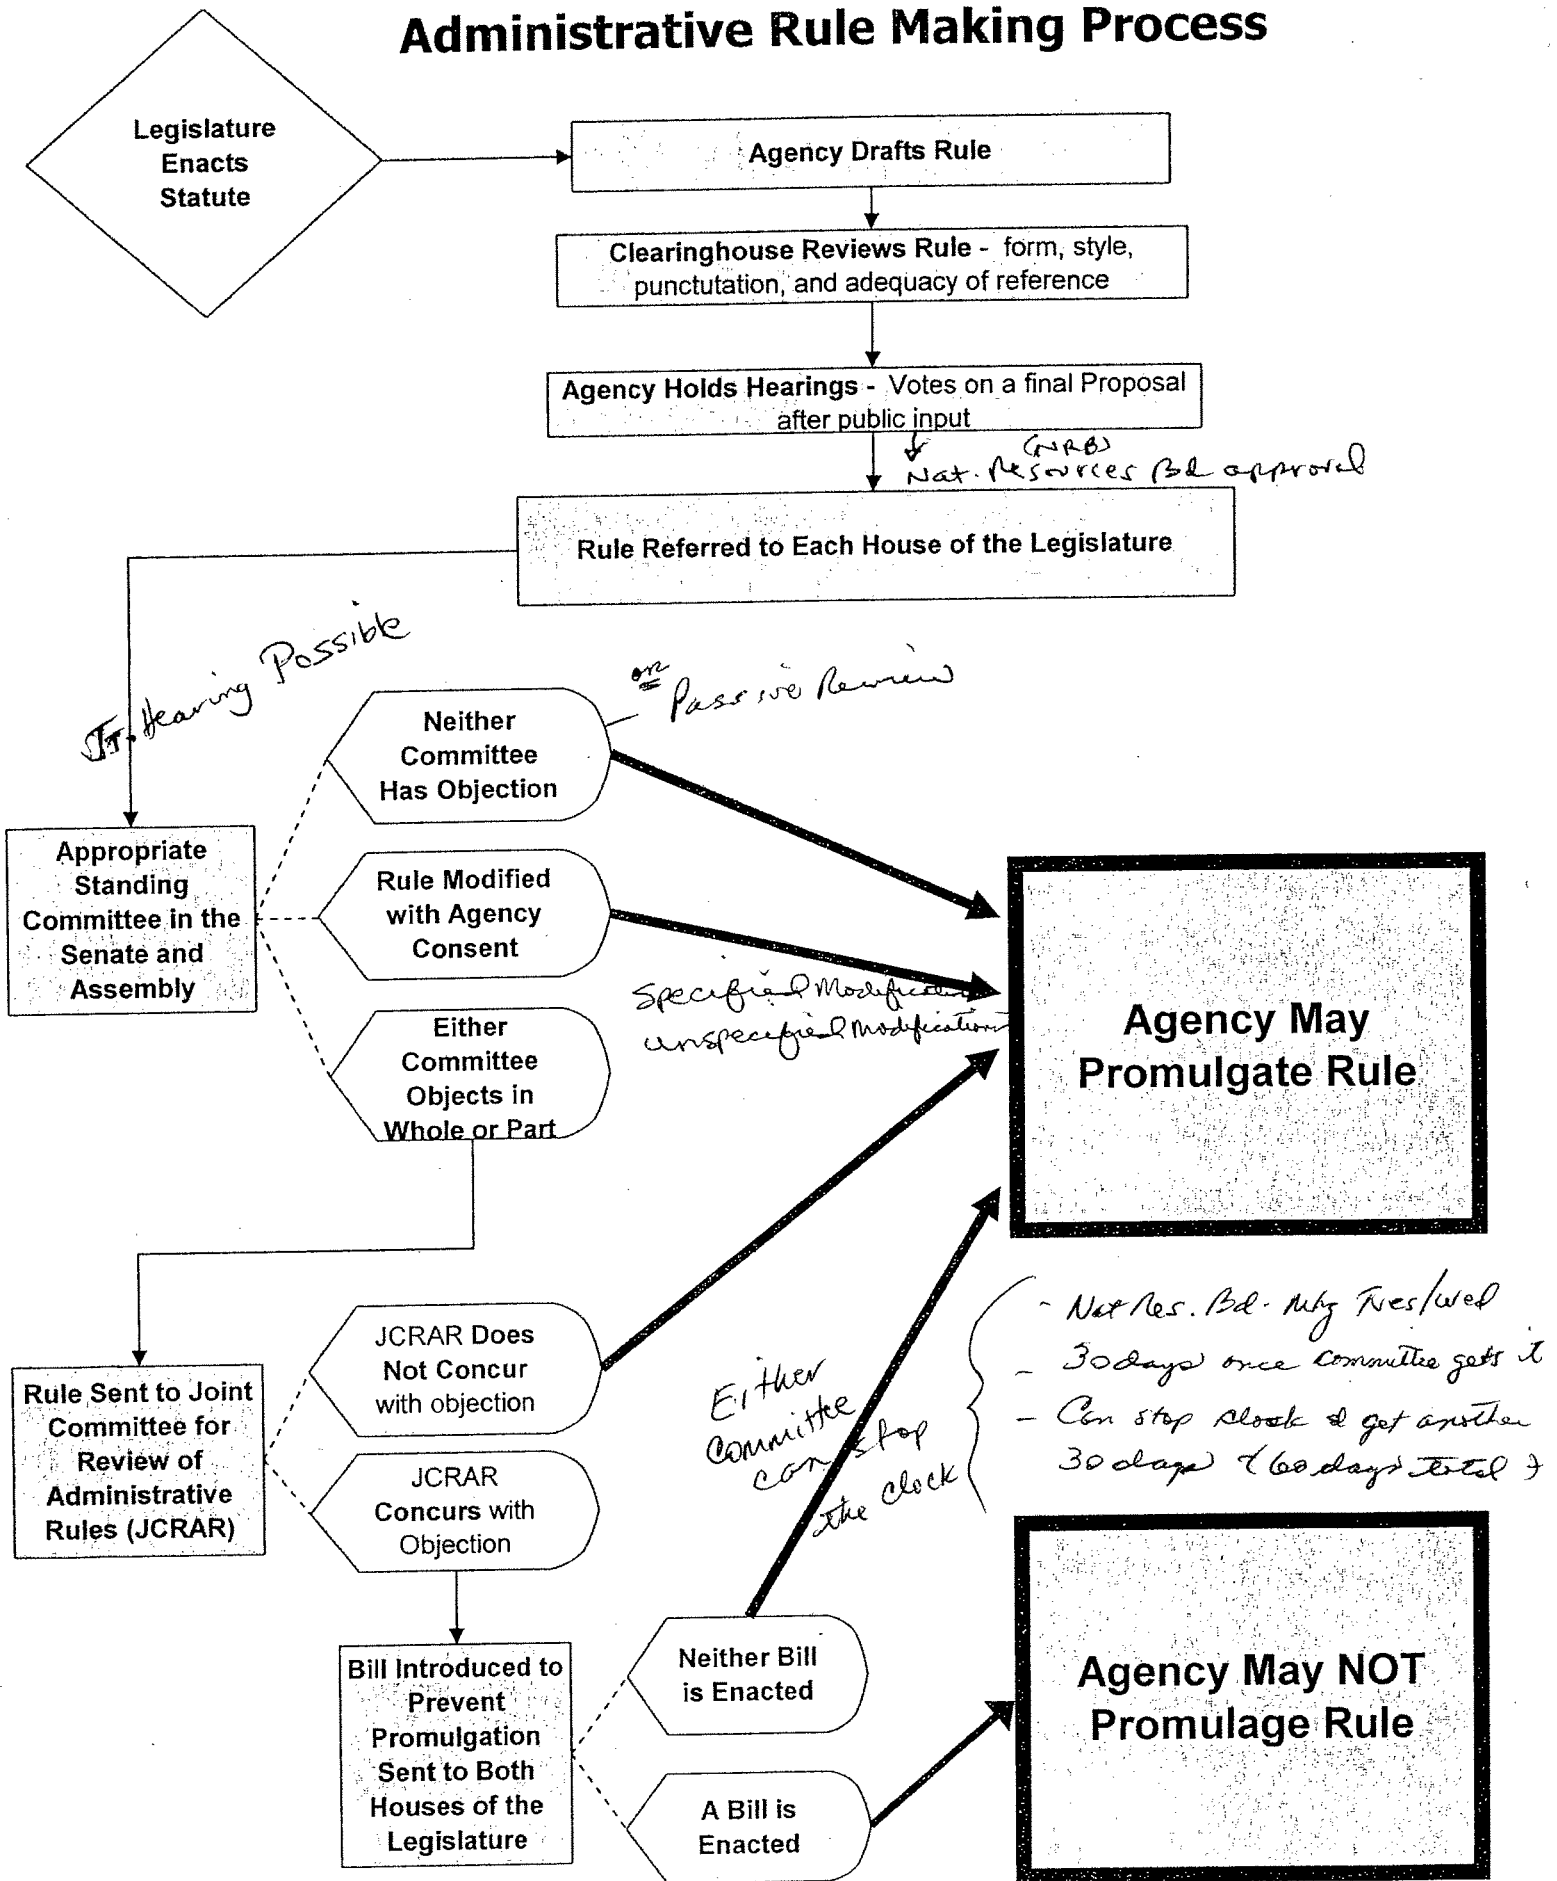 Administrative Rule Making Process
Legislature
Enacts
Statute
Agency Drafts Rule
Clearinghouse Reviews Rule - form, style,
punctutation, and adequacy of reference
Agency Holds Hearings - Votes on a final Proposal
after public input
(NRB)
Nat. Resources Bd approval
Rule Referred to Each House of the Legislature
Jt. Hearing Possible
or
Passive Review
Neither
Committee
Has Objection
Appropriate
Standing
Committee in the
Senate and
Assembly
Rule Modified
with Agency
Consent
Specified Modification
unspecified Modification
Either
Committee
Objects in
Whole or Part
Agency May
Promulgate Rule
Rule Sent to Joint
Committee for
Review of
Administrative
Rules (JCRAR)
JCRAR Does
Not Concur
with objection
JCRAR
Concurs with
Objection
Either
Committee
can stop
the clock
- Nat Res. Bd. Mtg Tues/Wed
- 30 days once committee gets it
- Can stop clock & get another
30 days (60 days total)
Bill Introduced to
Prevent
Promulgation
Sent to Both
Houses of the
Legislature
Neither Bill
is Enacted
A Bill is
Enacted
Agency May NOT
Promulage Rule